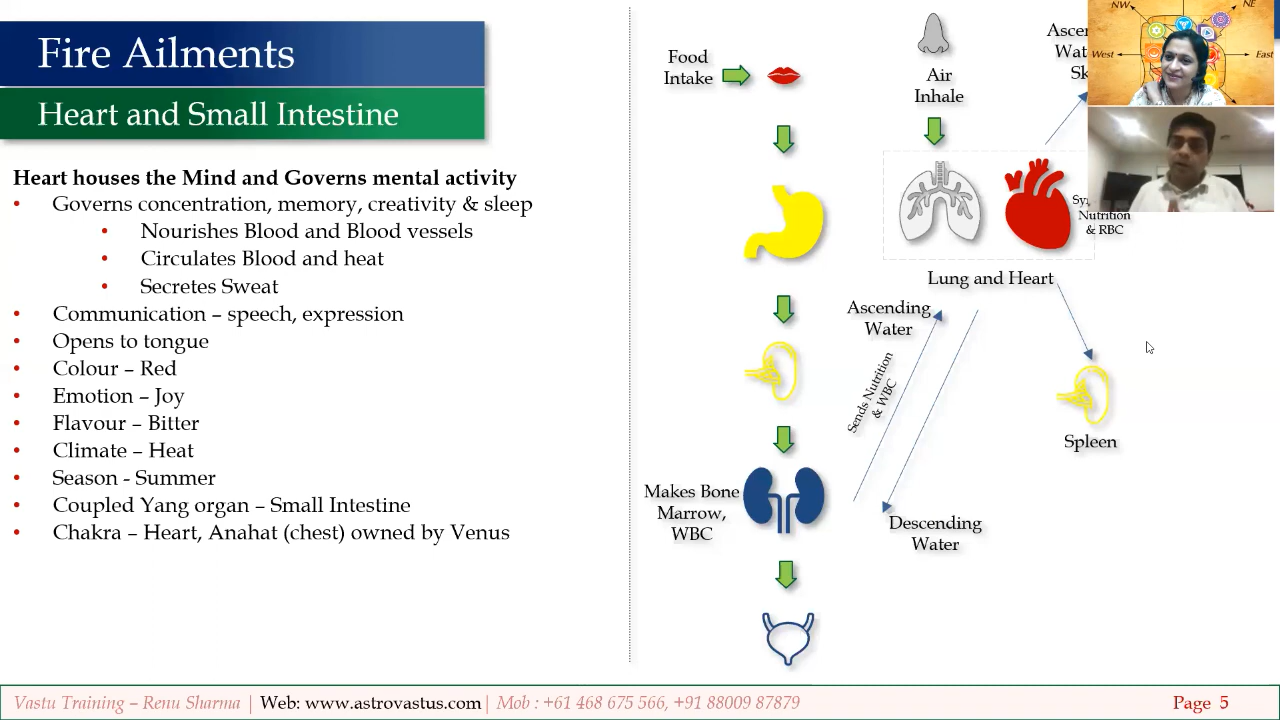 Fire Ailments
Heart and Small Intestine
Heart houses the Mind and Governs mental activity
• Governs concentration, memory, creativity & sleep
• Nourishes Blood and Blood vessels
• Circulates Blood and heat
• Secretes Sweat
• Communication – speech, expression
• Opens to tongue
• Colour – Red
• Emotion – Joy
• Flavour – Bitter
• Climate – Heat
• Season - Summer
• Coupled Yang organ – Small Intestine
• Chakra – Heart, Anahat (chest) owned by Venus
Food
Intake
Air
Inhale
NW
NE
West
East
Nutrition
& RBC
Lung and Heart
Ascending
Water
Sends Nutrition
& WBC
Spleen
Makes Bone
Marrow,
WBC
Descending
Water
Vastu Training – Renu Sharma | Web: www.astrovastus.com | Mob : +61 468 675 566, +91 88009 87879
Page 5